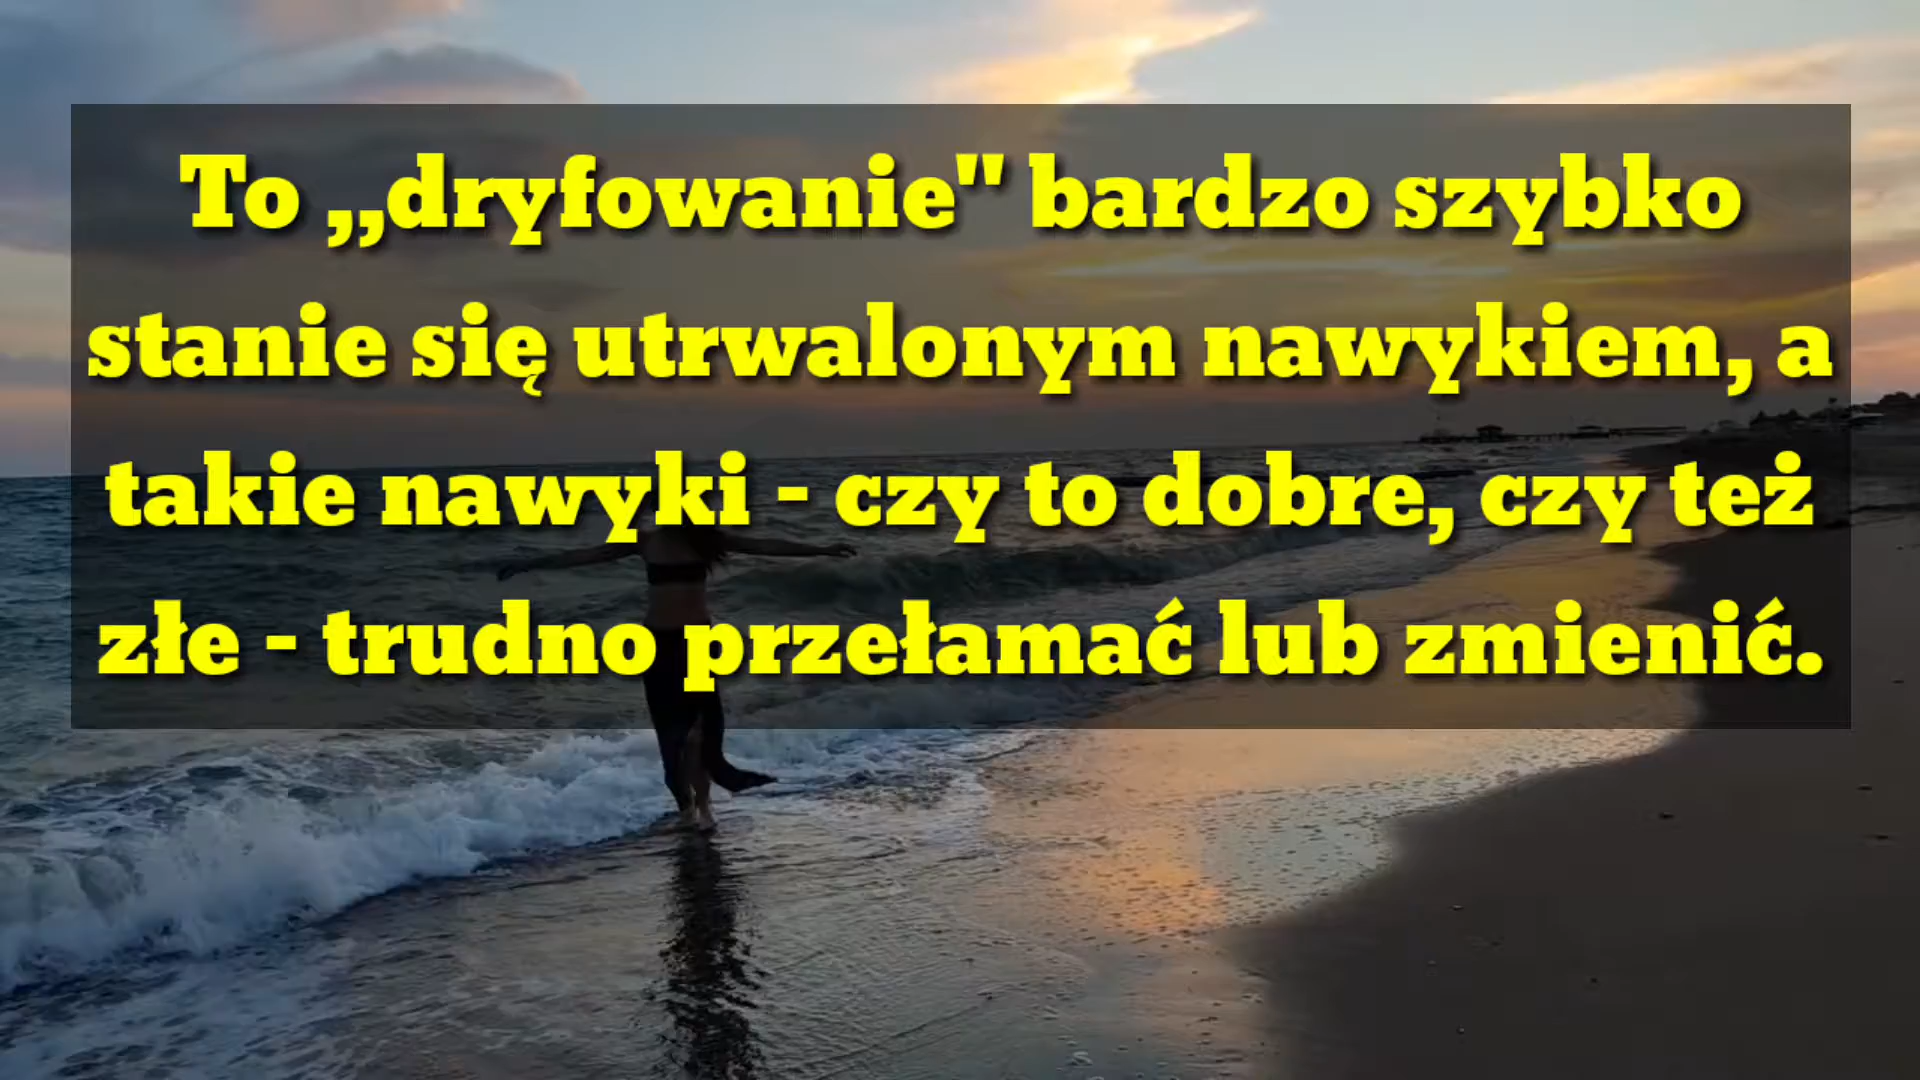 To ,,dryfowanie" bardzo szybko
stanie się utrwalonym nawykiem, a
takie nawyki - czy to dobre, czy też
złe - trudno przełamać lub zmienić.